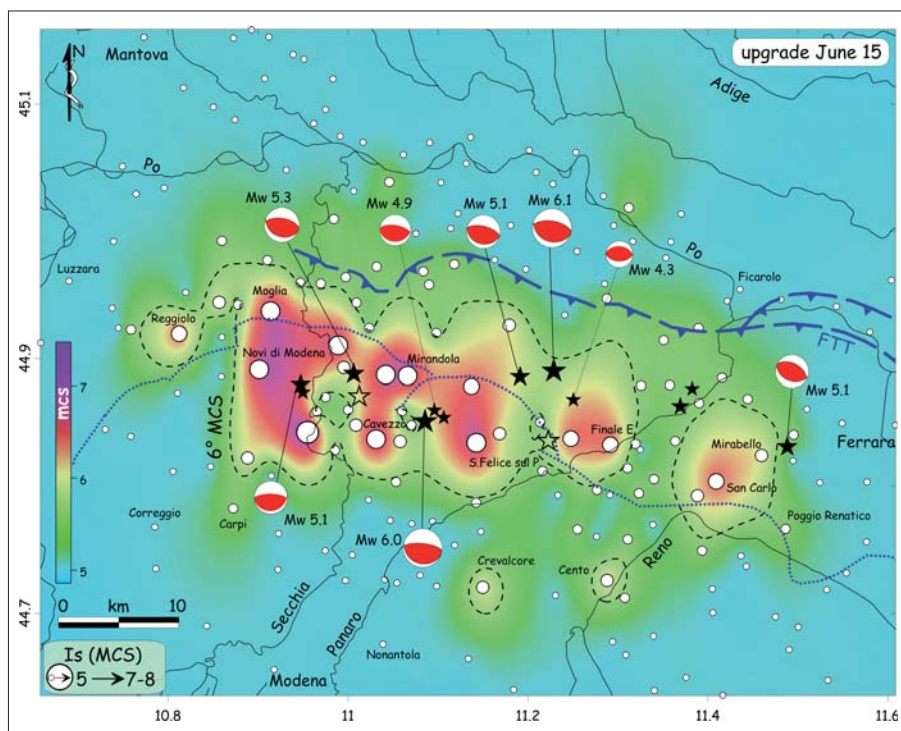 N
Mantova
upgrade June 15
45.1
Adige
Po
Mw 5.3
Mw 4.9
Mw 5.1
Mw 6.1
Po
Mw 4.3
Luzzara
Ficarolo
Moglia
Reggiolo
FTT
44.9
Novi di Modena
Mirandola
mcs
7
6
5
6° MCS
Mw 5.1
Cavezzo
Finale E.
Mirabello
Ferrara
S.Felice sul P.
San Carlo
Correggio
Carpi
Mw 5.1
Poggio Renatico
Mw 6.0
Crevalcore
Cento
Reno
0 km 10
44.7
Secchia
Panaro
Nonantola
Is (MCS)
5 7-8
Modena
10.8 11 11.2 11.4 11.6